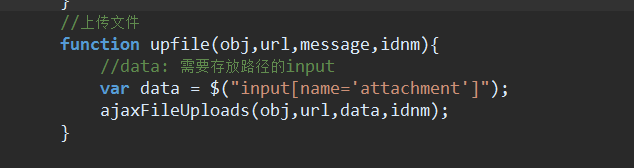 }
//上传文件
function upfile(obj,url,message,idnm){
//data: 需要存放路径的input
var data = $("input[name='attachment']");
ajaxFileUploads(obj,url,data,idnm);
}